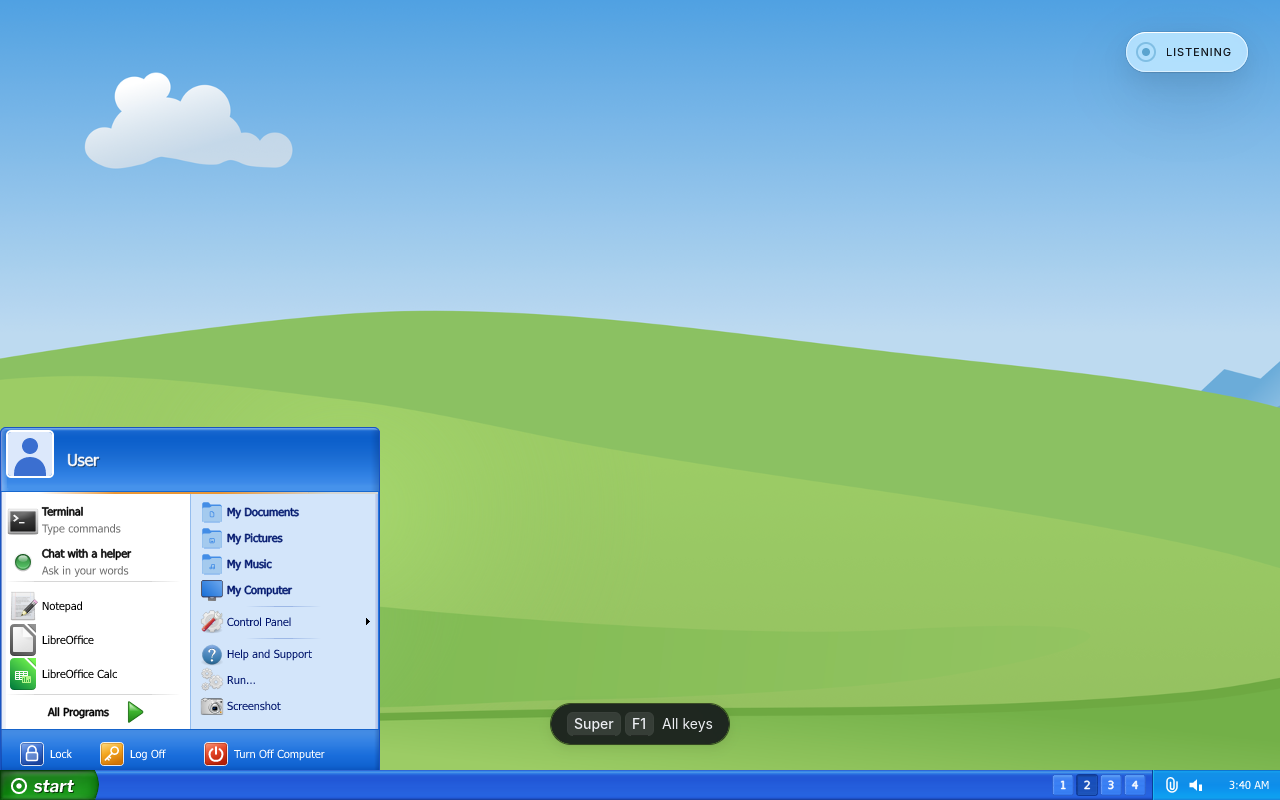 LISTENING
User
Terminal
Type commands
Chat with a helper
Ask in your words
Notepad
LibreOffice
LibreOffice Calc
All Programs
My Documents
My Pictures
My Music
My Computer
Control Panel
Help and Support
Run...
Screenshot
Lock
Log Off
Turn Off Computer
Super F1 All keys
start
1 2 3 4
3:40 AM